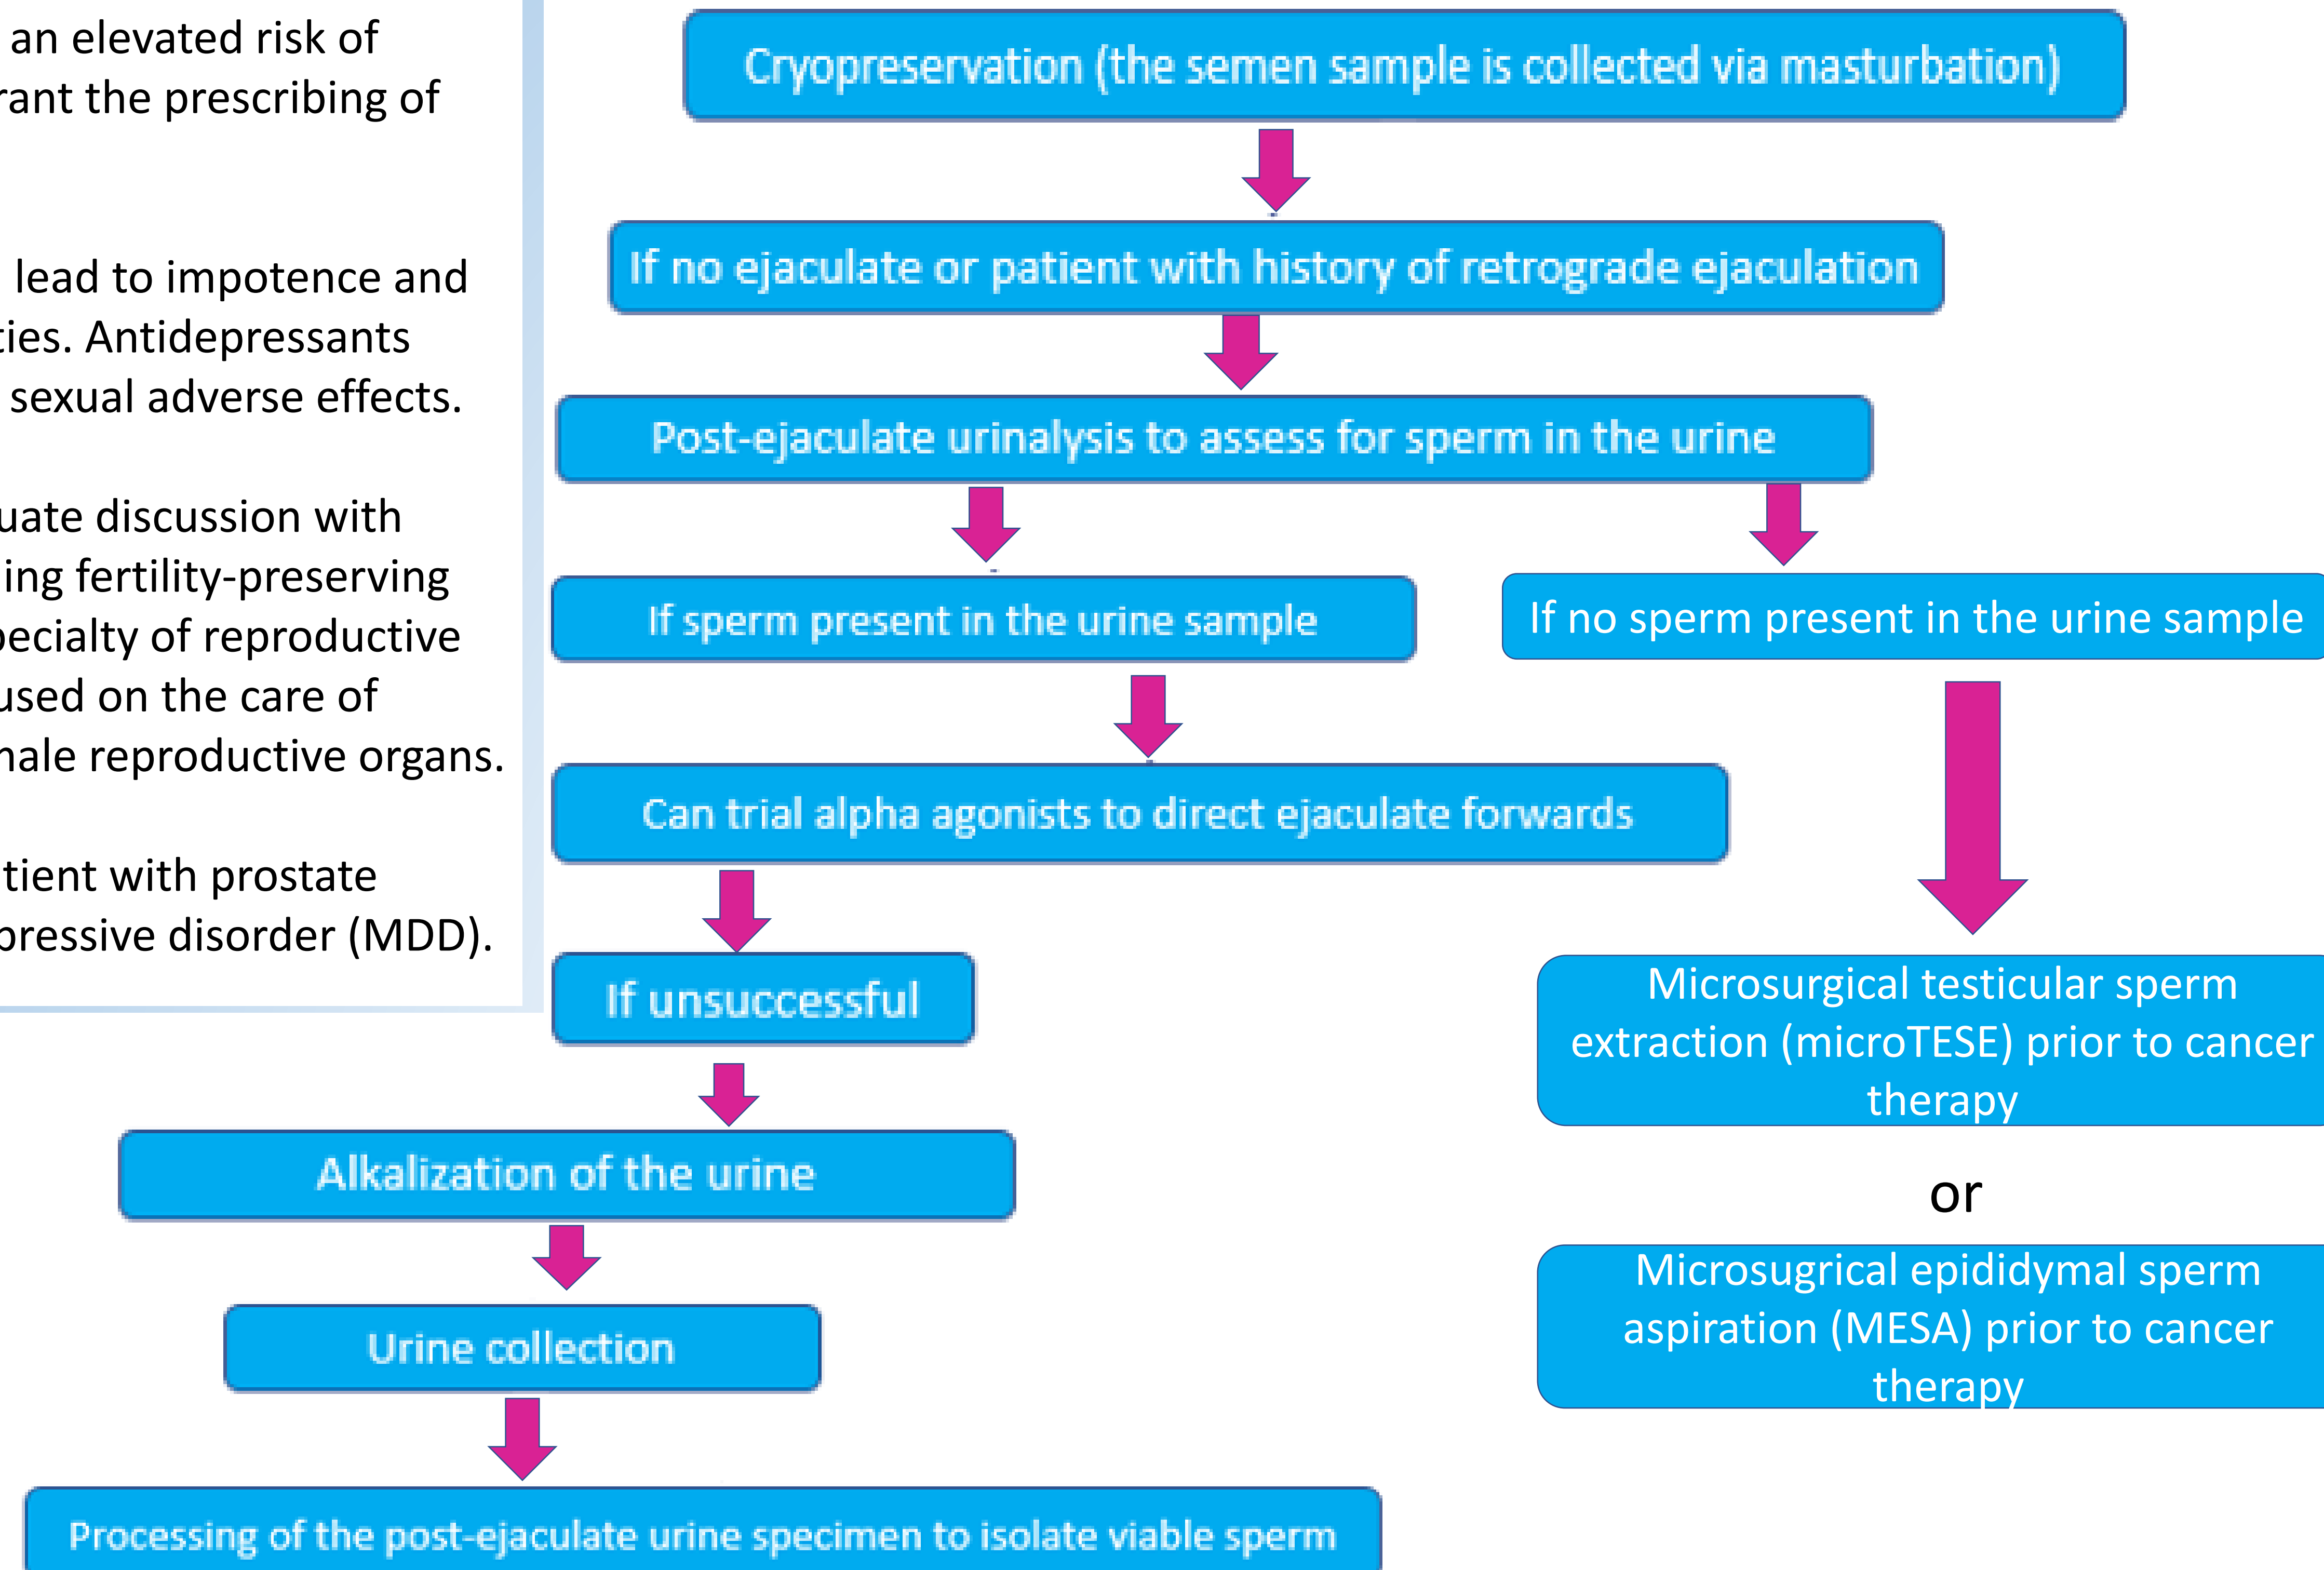 an elevated risk of
rant the prescribing of
lead to impotence and
ties. Antidepressants
sexual adverse effects.
uate discussion with
ing fertility-preserving
pecialty of reproductive
used on the care of
nale reproductive organs.
tient with prostate
pressive disorder (MDD).
Cryopreservation (the semen sample is collected via masturbation)
If no ejaculate or patient with history of retrograde ejaculation
Post-ejaculate urinalysis to assess for sperm in the urine
If sperm present in the urine sample
If no sperm present in the urine sample
Can trial alpha agonists to direct ejaculate forwards
If unsuccessful
Alkalization of the urine
Urine collection
Processing of the post-ejaculate urine specimen to isolate viable sperm
Microsurgical testicular sperm
extraction (microTESE) prior to cancer
therapy
or
Microsugrical epididymal sperm
aspiration (MESA) prior to cancer
therapy